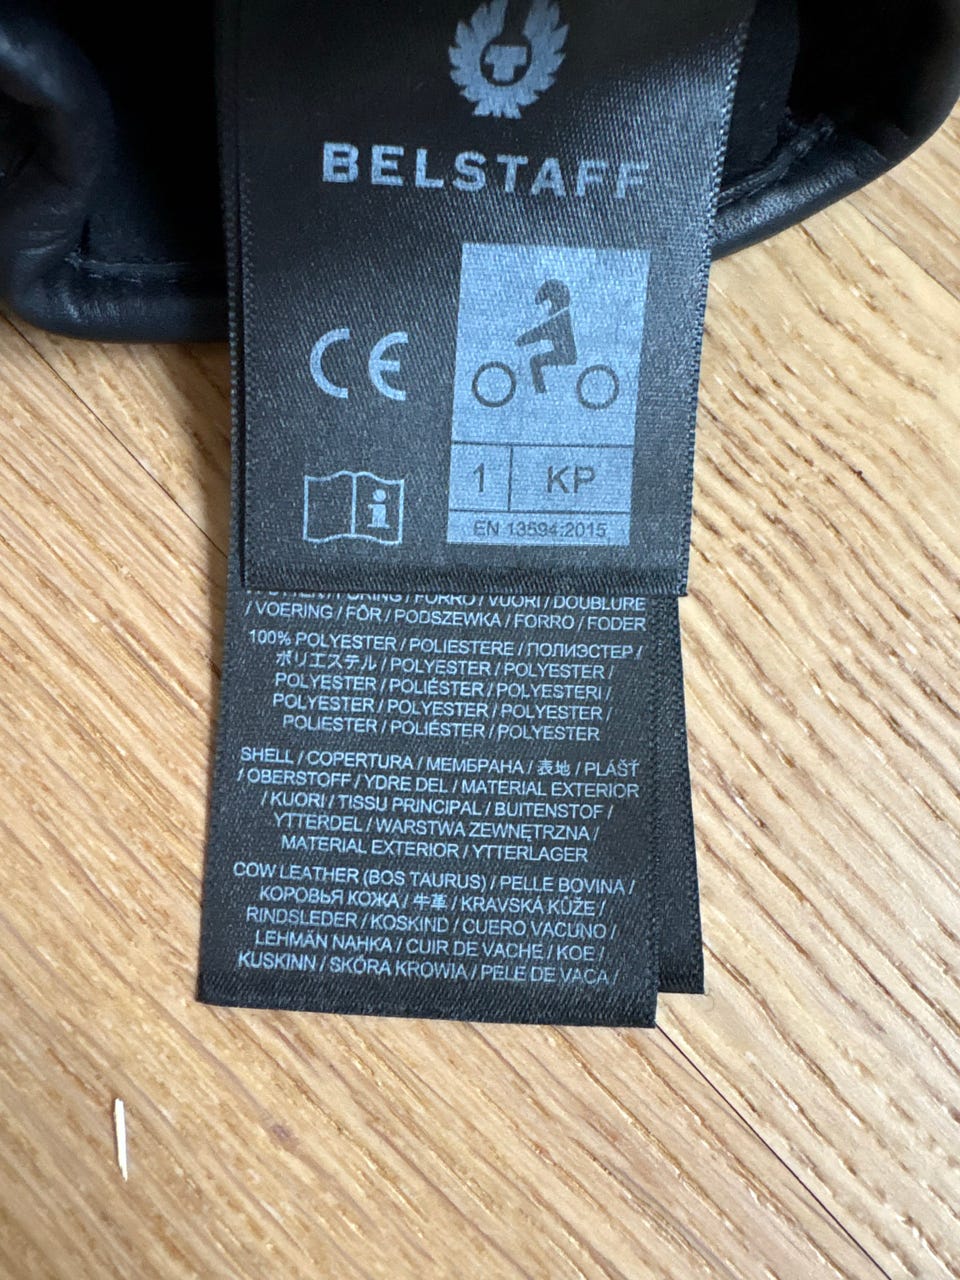 BELSTAFF
CE
1 KP
EN 13594:2015
FORRO / VUORI / DOUBLURE
/ VOERING / FÔR / PODSZEWKA / FORRO / FODER
100% POLYESTER / POLIESTERE / ПОЛИЭСТЕР /
ポリエステル / POLYESTER / POLYESTER /
POLYESTER / POLIÉSTER / POLYESTERI /
POLYESTER / POLYESTER / POLYESTER /
POLIESTER / POLIÉSTER / POLYESTER
SHELL / COPERTURA / МЕМБРАНА / 表地 / PLÁŠŤ
/ OBERSTOFF / YDRE DEL / MATERIAL EXTERIOR
/ KUORI / TISSU PRINCIPAL / BUITENSTOF /
YTTERDEL / WARSTWA ZEWNĘTRZNA /
MATERIAL EXTERIOR / YTTERLAGER
COW LEATHER (BOS TAURUS) / PELLE BOVINA /
КОРОВЬЯ КОЖА / 牛革 / KRAVSKÁ KŮŽE /
RINDSLEDER / KOSKIND / CUERO VACUNO /
LEHMÄN NAHKA / CUIR DE VACHE / KOE /
KUSKINN / SKÓRA KROWIA / PELE DE VACA /